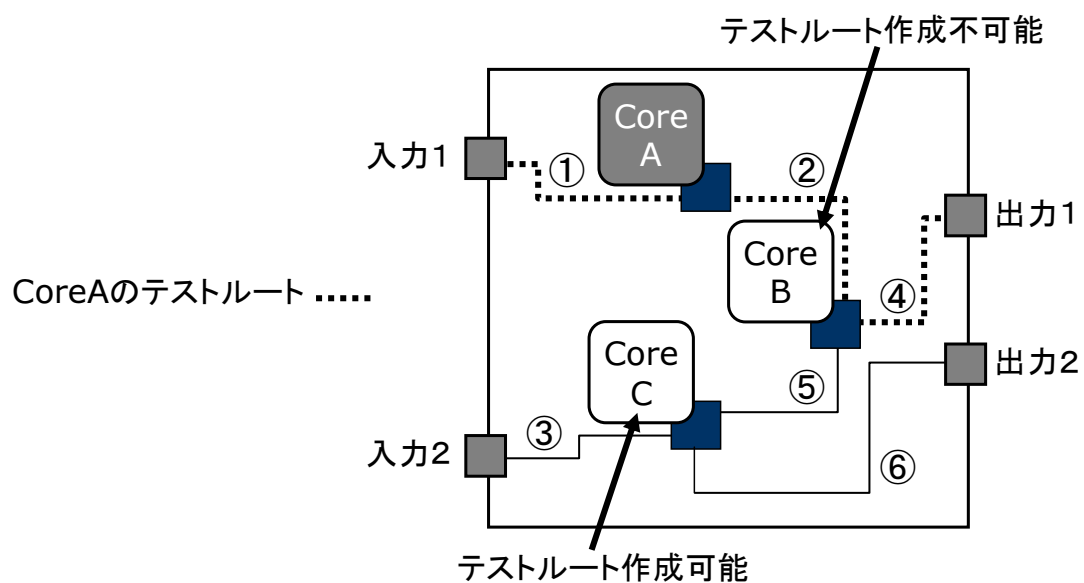 テストルート作成不可能
Core
A
入力1
①
②
出力1
Core
B
CoreAのテストルート
④
Core
C
⑤
出力2
③
入力2
⑥
テストルート作成可能